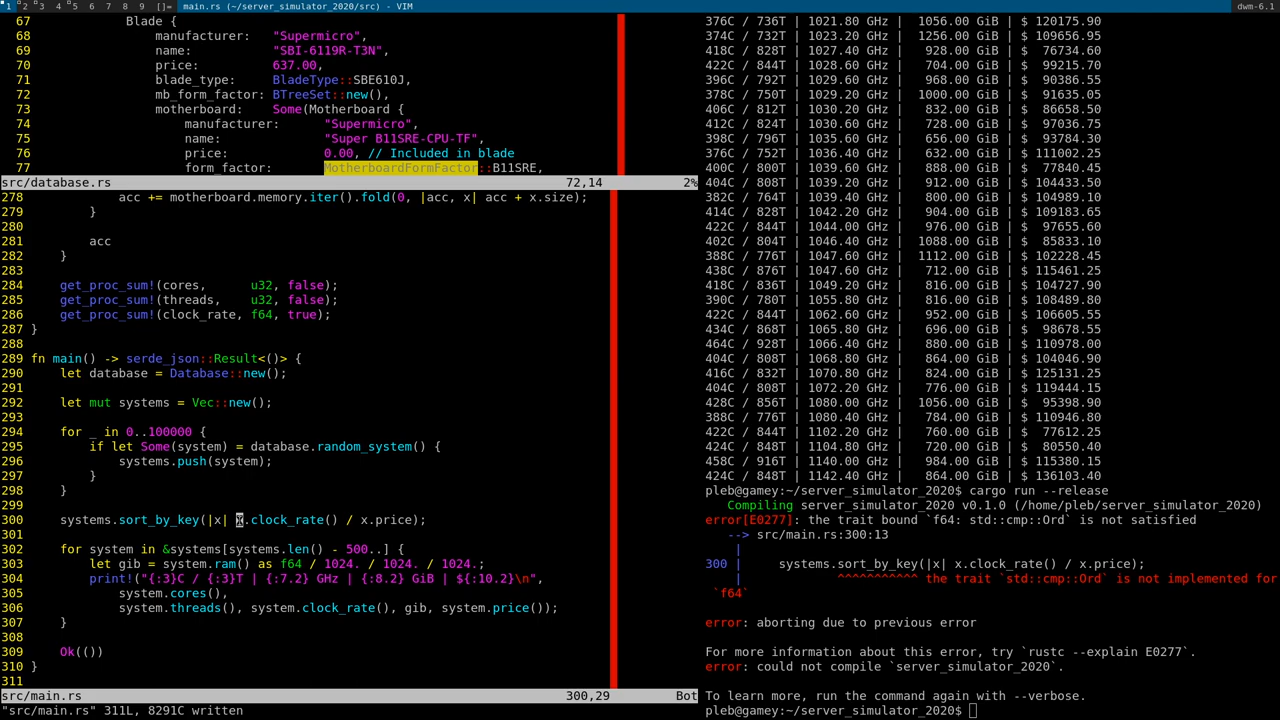 1 2 3 4 5 6 7 8 9 []= main.rs (~/server_simulator_2020/src) - VIM dwm-6.1
67 Blade {
68 manufacturer: "Supermicro",
69 name: "SBI-6119R-T3N",
70 price: 637.00,
71 blade_type: BladeType::SBE610J,
72 mb_form_factor: BTreeSet::new(),
73 motherboard: Some(Motherboard {
74 manufacturer: "Supermicro",
75 name: "Super B11SRE-CPU-TF",
76 price: 0.00, // Included in blade
77 form_factor: MotherboardFormFactor::B11SRE,
src/database.rs 72,14 2%
278 acc += motherboard.memory.iter().fold(0, |acc, x| acc + x.size);
279 }
280
281 acc
282 }
283
284 get_proc_sum!(cores, u32, false);
285 get_proc_sum!(threads, u32, false);
286 get_proc_sum!(clock_rate, f64, true);
287 }
288
289 fn main() -> serde_json::Result<()> {
290 let database = Database::new();
291
292 let mut systems = Vec::new();
293
294 for _ in 0..100000 {
295 if let Some(system) = database.random_system() {
296 systems.push(system);
297 }
298 }
299
300 systems.sort_by_key(|x| x.clock_rate() / x.price);
301
302 for system in &systems[systems.len() - 500..] {
303 let gib = system.ram() as f64 / 1024. / 1024. / 1024.;
304 print!("{:3}C / {:3}T | {:7.2} GHz | {:8.2} GiB | ${:10.2}\n",
305 system.cores(),
306 system.threads(), system.clock_rate(), gib, system.price());
307 }
308
309 Ok(())
310 }
311
src/main.rs 300,29 Bot
"src/main.rs" 311L, 8291C written
376C / 736T | 1021.80 GHz | 1056.00 GiB | $ 120175.90
374C / 732T | 1023.20 GHz | 1256.00 GiB | $ 109656.95
418C / 828T | 1027.40 GHz | 928.00 GiB | $ 76734.60
422C / 844T | 1028.60 GHz | 704.00 GiB | $ 99215.70
396C / 792T | 1029.60 GHz | 968.00 GiB | $ 90386.55
378C / 750T | 1029.20 GHz | 1000.00 GiB | $ 91635.05
406C / 812T | 1030.20 GHz | 832.00 GiB | $ 86658.50
412C / 824T | 1030.60 GHz | 728.00 GiB | $ 97036.75
398C / 796T | 1035.60 GHz | 656.00 GiB | $ 93784.30
376C / 752T | 1036.40 GHz | 632.00 GiB | $ 111002.25
400C / 800T | 1039.60 GHz | 888.00 GiB | $ 77840.45
404C / 808T | 1039.20 GHz | 912.00 GiB | $ 104433.50
382C / 764T | 1039.40 GHz | 800.00 GiB | $ 104989.10
414C / 828T | 1042.20 GHz | 904.00 GiB | $ 109183.65
422C / 844T | 1044.00 GHz | 976.00 GiB | $ 97655.60
402C / 804T | 1046.40 GHz | 1088.00 GiB | $ 85833.10
388C / 776T | 1047.60 GHz | 1112.00 GiB | $ 102228.45
438C / 876T | 1047.60 GHz | 712.00 GiB | $ 115461.25
418C / 836T | 1049.20 GHz | 816.00 GiB | $ 104727.90
390C / 780T | 1055.80 GHz | 816.00 GiB | $ 108489.80
422C / 844T | 1062.60 GHz | 952.00 GiB | $ 106605.55
434C / 868T | 1065.80 GHz | 696.00 GiB | $ 98678.55
464C / 928T | 1066.40 GHz | 880.00 GiB | $ 110978.00
404C / 808T | 1068.80 GHz | 864.00 GiB | $ 104046.90
416C / 832T | 1070.80 GHz | 824.00 GiB | $ 125131.25
404C / 808T | 1072.20 GHz | 776.00 GiB | $ 119444.15
428C / 856T | 1080.00 GHz | 1056.00 GiB | $ 95398.90
388C / 776T | 1080.40 GHz | 784.00 GiB | $ 110946.80
422C / 844T | 1102.20 GHz | 760.00 GiB | $ 77612.25
424C / 848T | 1104.80 GHz | 720.00 GiB | $ 80550.40
458C / 916T | 1140.00 GHz | 984.00 GiB | $ 115380.15
424C / 848T | 1142.40 GHz | 864.00 GiB | $ 136103.40
pleb@gamey:~/server_simulator_2020$ cargo run --release
Compiling server_simulator_2020 v0.1.0 (/home/pleb/server_simulator_2020)
error[E0277]: the trait bound `f64: std::cmp::Ord` is not satisfied
--> src/main.rs:300:13
|
300 | systems.sort_by_key(|x| x.clock_rate() / x.price);
| ^^^^^^^^^^^ the trait `std::cmp::Ord` is not implemented for
`f64`
error: aborting due to previous error
For more information about this error, try `rustc --explain E0277`.
error: could not compile `server_simulator_2020`.
To learn more, run the command again with --verbose.
pleb@gamey:~/server_simulator_2020$